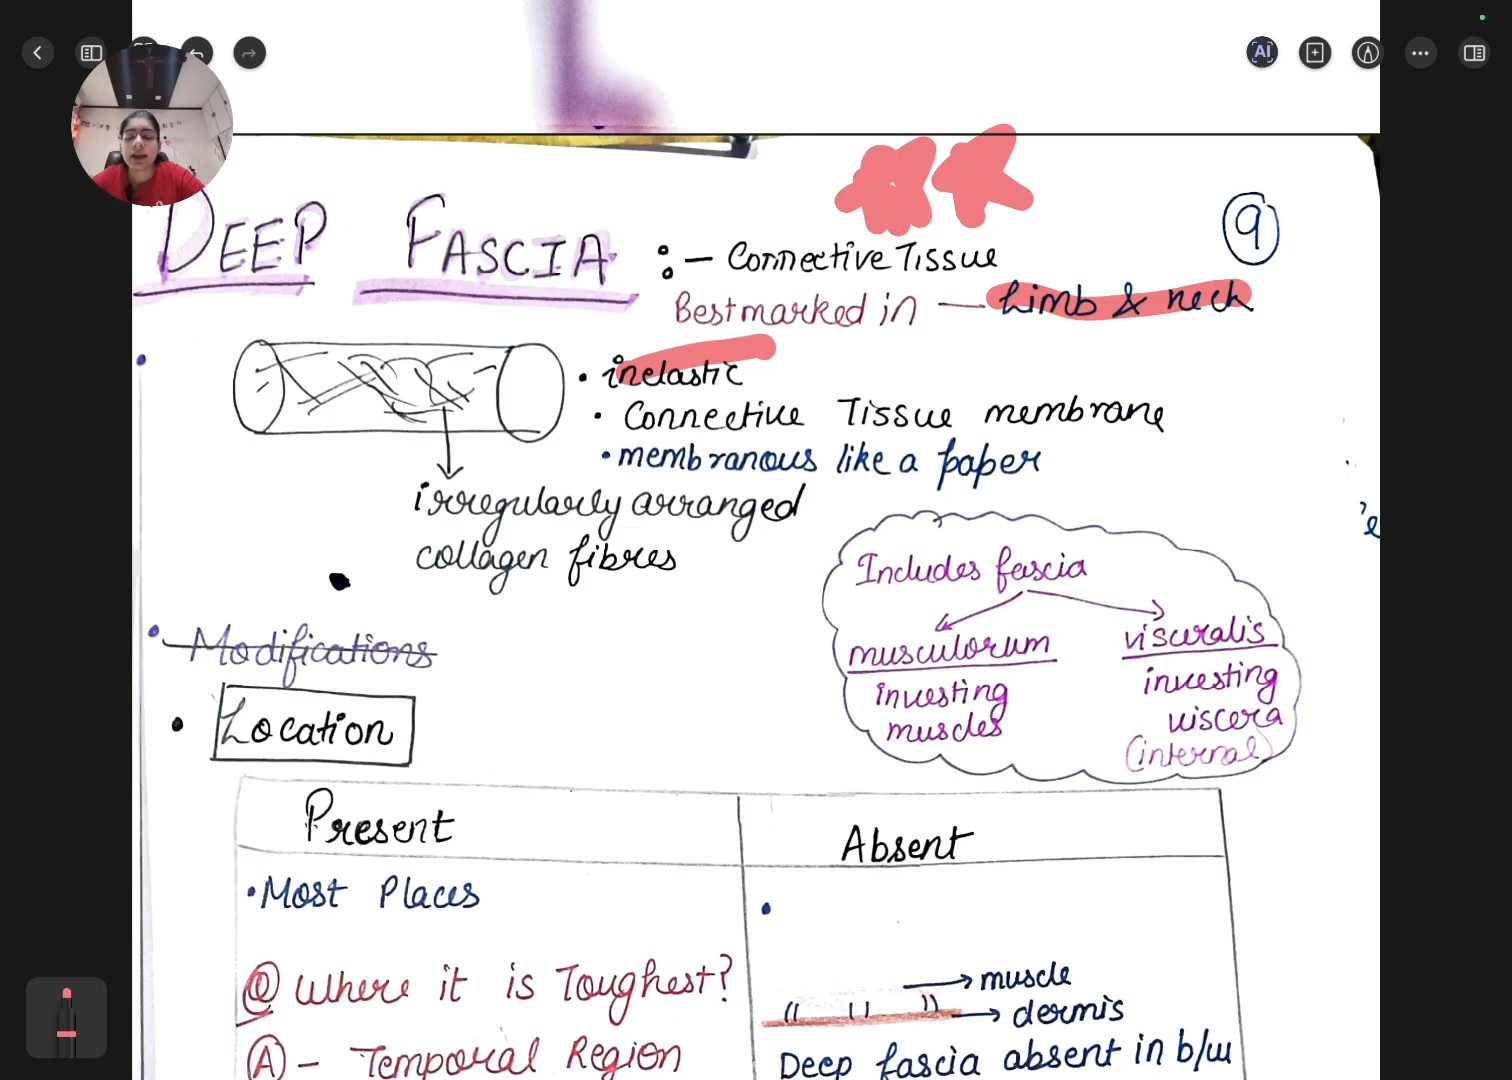 AI
DEEP FASCIA :- Connective Tissue
9
Best marked in — Limb & neck
• inelastic
• Connective Tissue membrane
• membranous like a paper
irregularly arranged
collagen fibres
Includes fascia
musculorum
investing
muscles
visceralis
investing
viscera
(internal)
• Modifications
• Location
Present
Absent
• Most Places
Q Where it is Toughest?
A - Temporal Region
muscle
dermis
Deep fascia absent in b/w